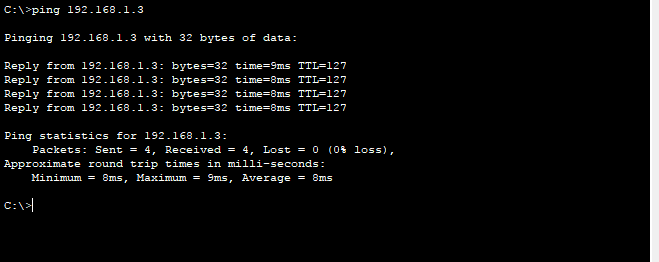 C:\>ping 192.168.1.3
Pinging 192.168.1.3 with 32 bytes of data:
Reply from 192.168.1.3: bytes=32 time=9ms TTL=127
Reply from 192.168.1.3: bytes=32 time=8ms TTL=127
Reply from 192.168.1.3: bytes=32 time=8ms TTL=127
Reply from 192.168.1.3: bytes=32 time=8ms TTL=127
Ping statistics for 192.168.1.3:
    Packets: Sent = 4, Received = 4, Lost = 0 (0% loss),
Approximate round trip times in milli-seconds:
    Minimum = 8ms, Maximum = 9ms, Average = 8ms
C:\>